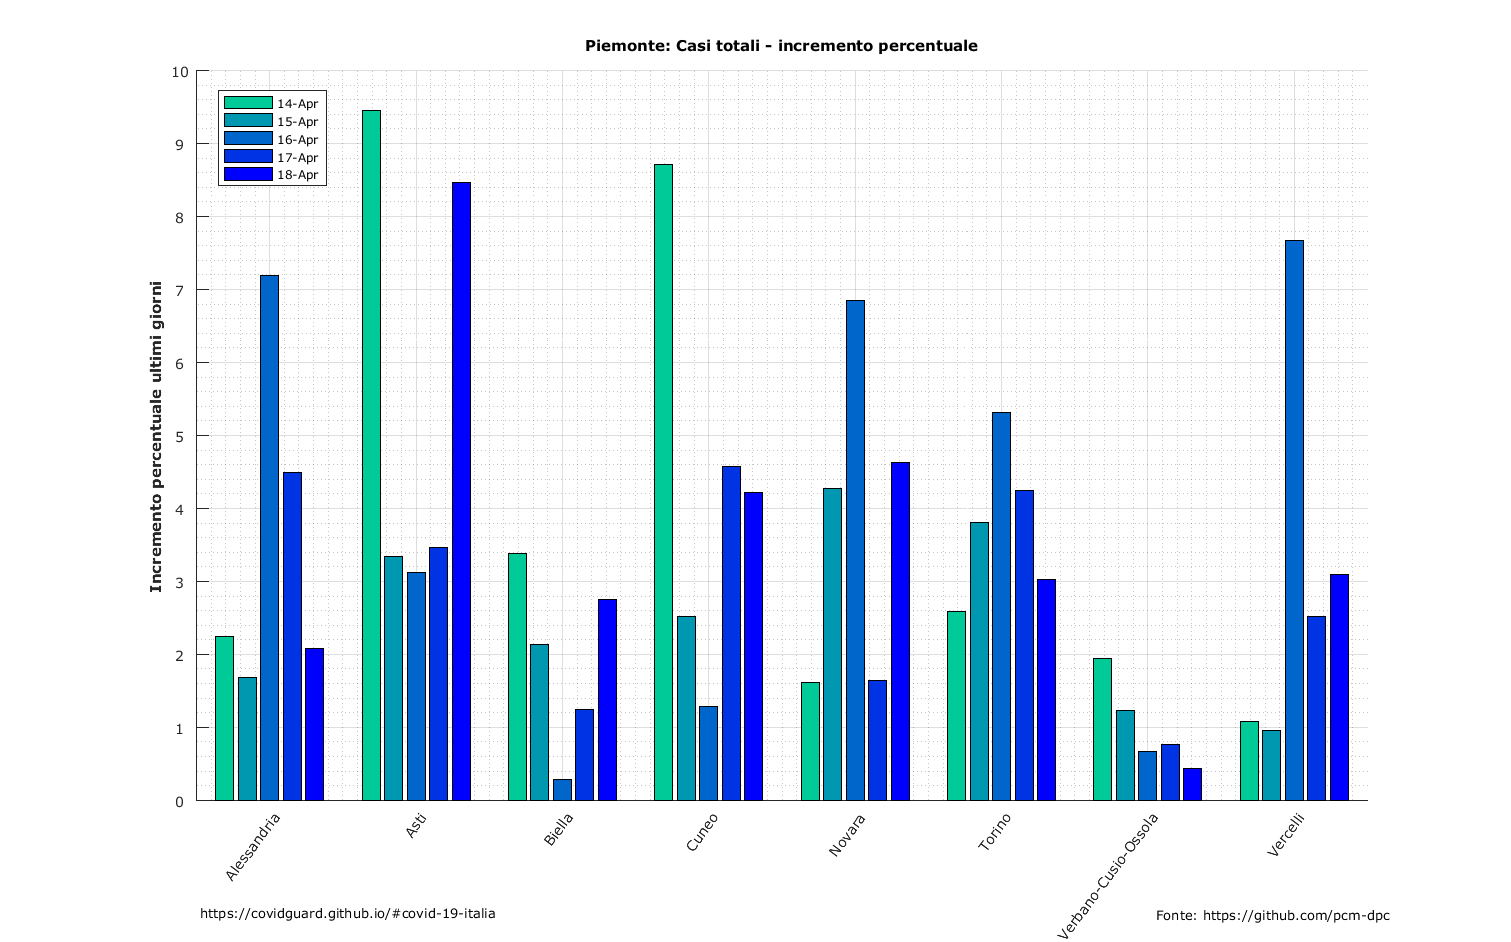 Piemonte: Casi totali - incremento percentuale
Incremento percentuale ultimi giorni
10
9
8
7
6
5
4
3
2
1
0
14-Apr
15-Apr
16-Apr
17-Apr
18-Apr
Alessandria
Asti
Biella
Cuneo
Novara
Torino
Verbano-Cusio-Ossola
Vercelli
https://covidguard.github.io/#covid-19-italia
Fonte: https://github.com/pcm-dpc